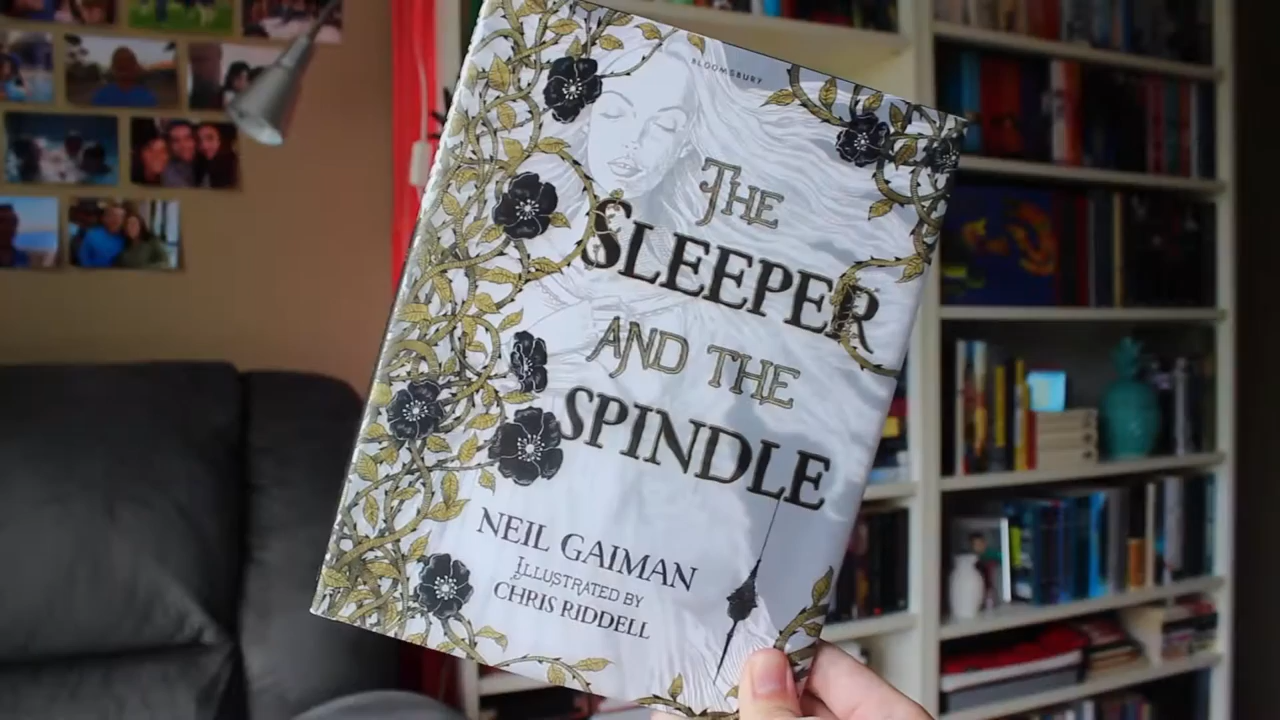 BLOOMSBURY
THE
SLEEPER
AND THE
SPINDLE
NEIL GAIMAN
ILLUSTRATED BY
CHRIS RIDDELL